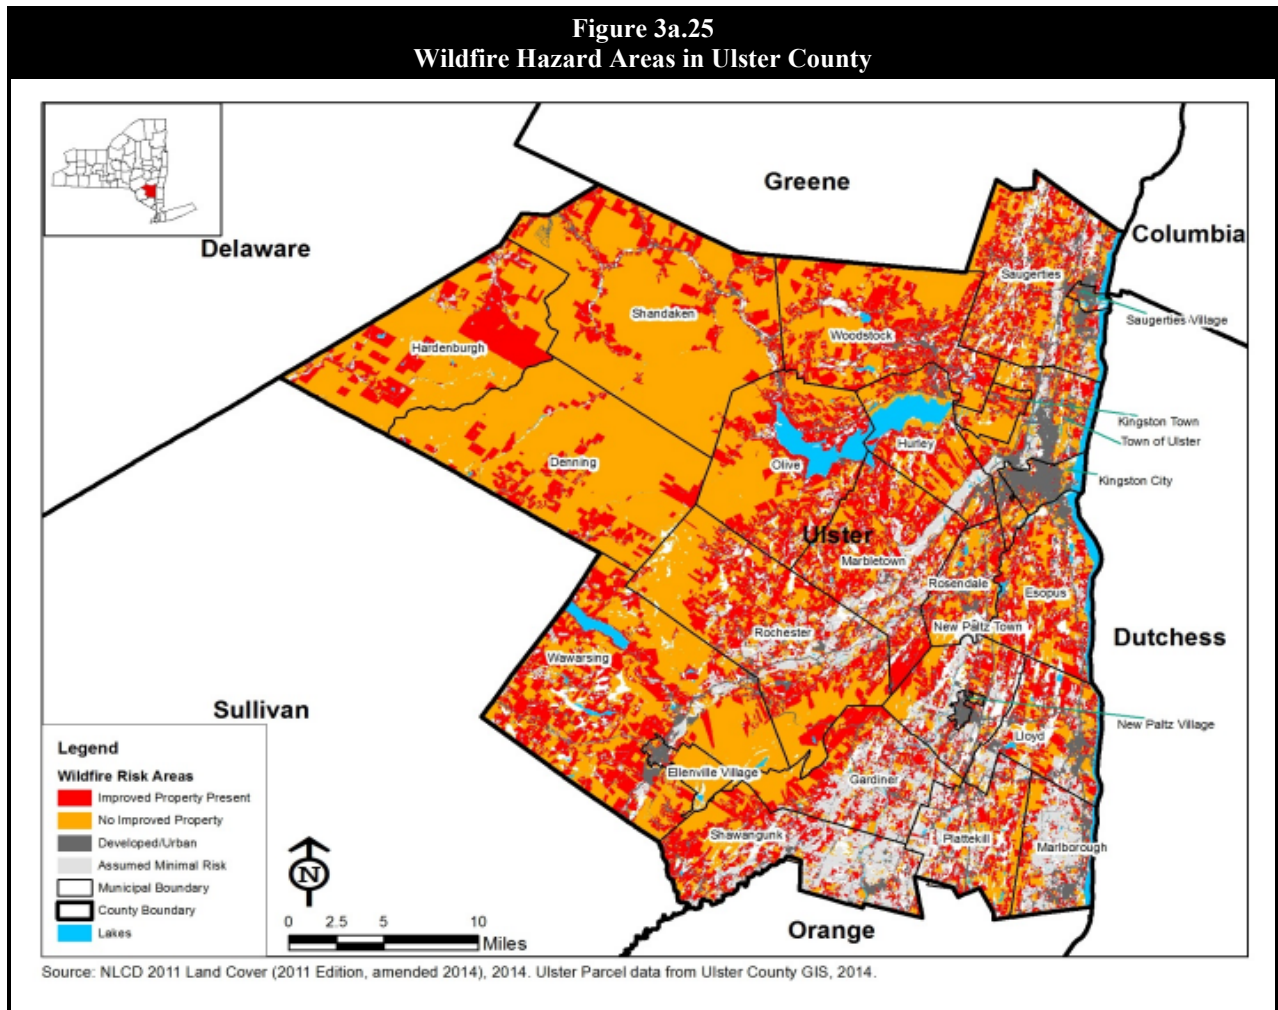 Figure 3a.25
Wildfire Hazard Areas in Ulster County
Greene
Columbia
Delaware
Saugerties
Saugerties Village
Shandaken
Woodstock
Hardenburgh
Kingston Town
Town of Ulster
Hurley
Denning
Olive
Kingston City
Ulster
Marbletown
Rosendale
Esopus
New Paltz Town
Rochester
Dutchess
Wawarsing
Sullivan
New Paltz Village
Lloyd
Ellenville Village
Gardiner
Shawangunk
Plattekill
Marlborough
Orange
Legend
Wildfire Risk Areas
Improved Property Present
No Improved Property
Developed/Urban
Assumed Minimal Risk
Municipal Boundary
County Boundary
Lakes
N
0 2.5 5 10
Miles
Source: NLCD 2011 Land Cover (2011 Edition, amended 2014), 2014. Ulster Parcel data from Ulster County GIS, 2014.